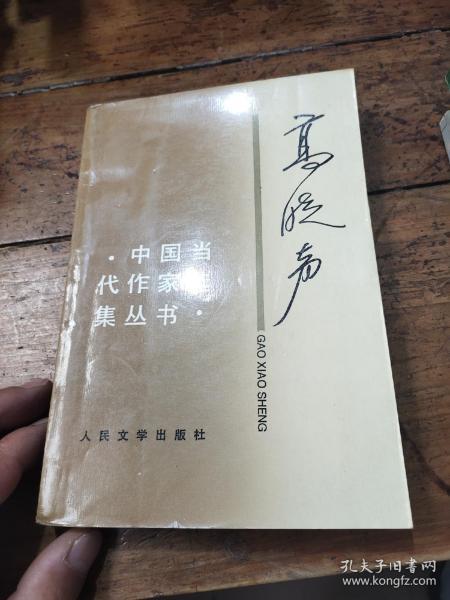 高晓声
GAO XIAO SHENG
·中国当
代作家
集丛书·
人民文学出版社
孔夫子旧书网
www.kongfz.com